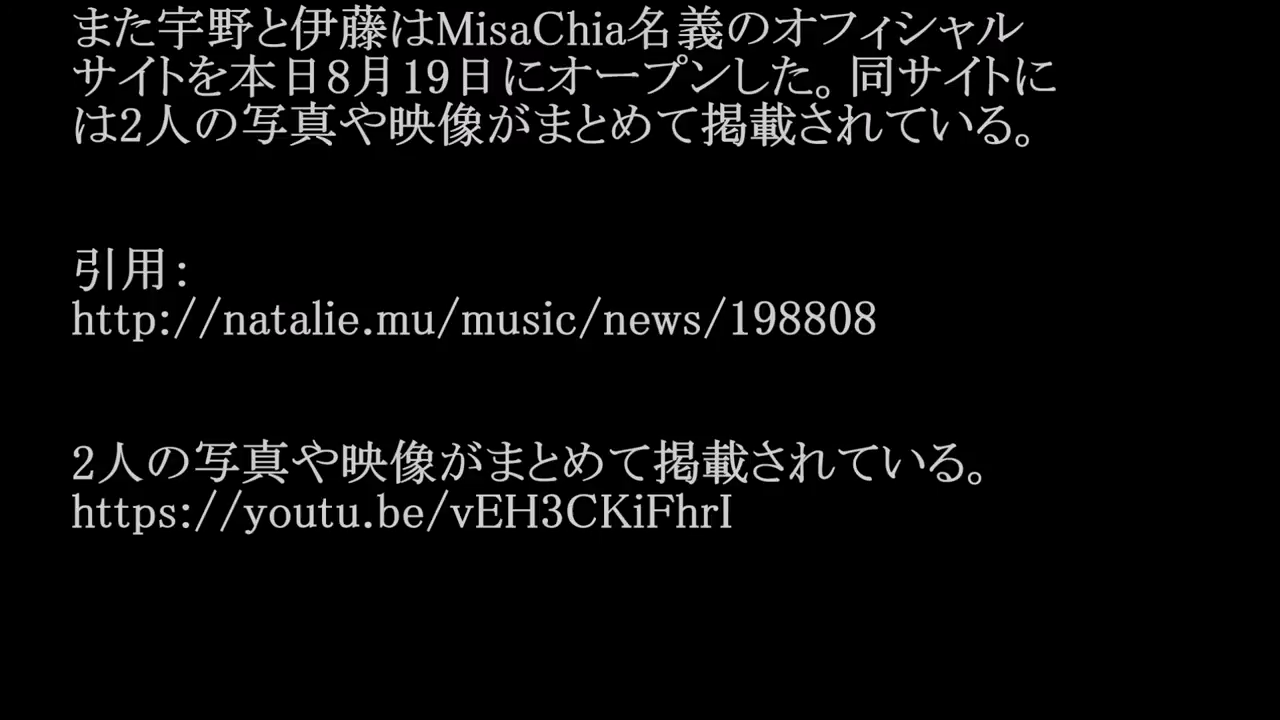 また宇野と伊藤はMisaChia名義のオフィシャル
サイトを本日8月19日にオープンした。同サイトに
は2人の写真や映像がまとめて掲載されている。
引用:
http://natalie.mu/music/news/198808
2人の写真や映像がまとめて掲載されている。
https://youtu.be/vEH3CKiFhrI